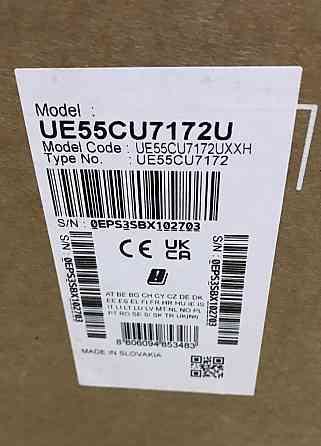 Model :
UE55CU7172U
Model Code : UE55CU7172UXXH
Type No. : UE55CU7172
S/N : 0EPS3SBX102703
S/N : 0EPS3SBX102703
S/N : 0EPS3SBX102703
CE UK
CA
AT BE BG CH CY CZ DE DK
EE ES EL FI FR HR HU IE IS
IT LI LT LU LV MT NL NO PL
PT RO SE SI SK TR UK(NI)
8 806094 853483
MADE IN SLOVAKIA